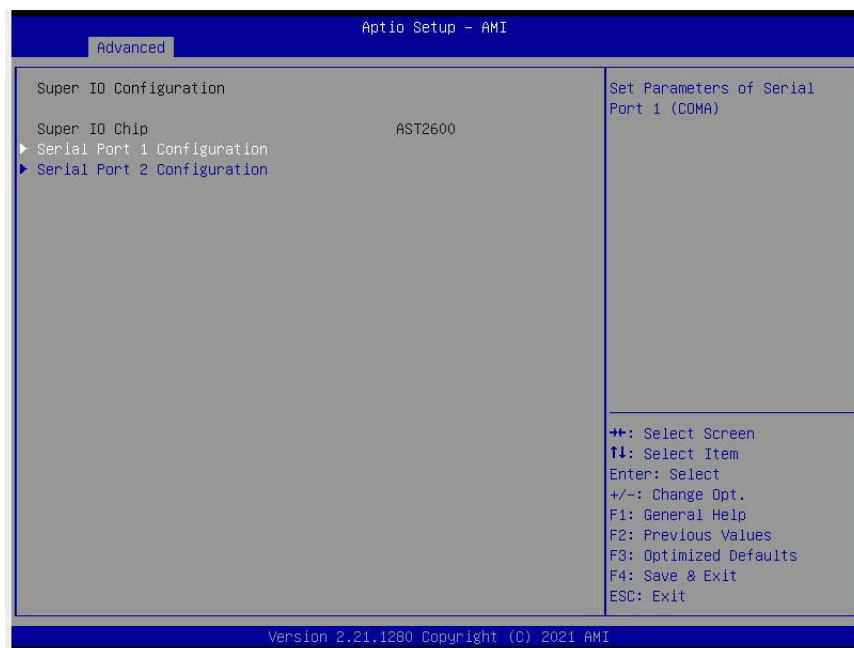 Aptio Setup – AMI
Advanced
Super IO Configuration
Super IO Chip AST2600
Serial Port 1 Configuration
Serial Port 2 Configuration
Set Parameters of Serial
Port 1 (COMA)
→←: Select Screen
↑↓: Select Item
Enter: Select
+/-: Change Opt.
F1: General Help
F2: Previous Values
F3: Optimized Defaults
F4: Save & Exit
ESC: Exit
Version 2.21.1280 Copyright (C) 2021 AMI